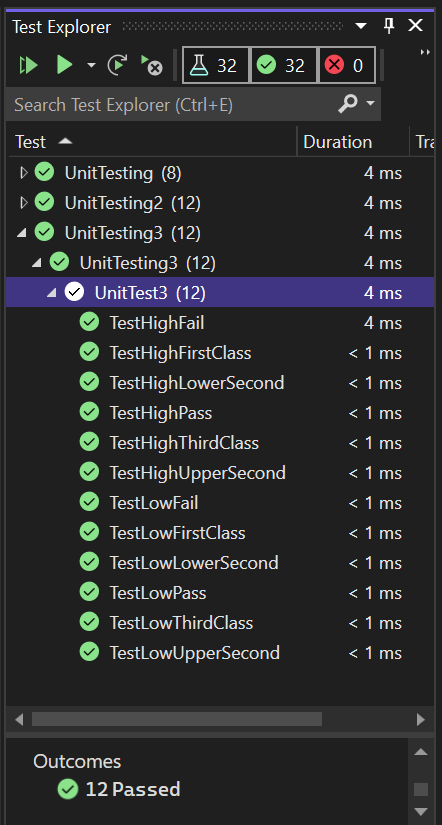 Test Explorer
32 32 0
Search Test Explorer (Ctrl+E)
Test Duration Tra
UnitTesting (8) 4 ms
UnitTesting2 (12) 4 ms
UnitTesting3 (12) 4 ms
UnitTesting3 (12) 4 ms
UnitTest3 (12) 4 ms
TestHighFail 4 ms
TestHighFirstClass < 1 ms
TestHighLowerSecond < 1 ms
TestHighPass < 1 ms
TestHighThirdClass < 1 ms
TestHighUpperSecond < 1 ms
TestLowFail < 1 ms
TestLowFirstClass < 1 ms
TestLowLowerSecond < 1 ms
TestLowPass < 1 ms
TestLowThirdClass < 1 ms
TestLowUpperSecond < 1 ms
Outcomes
12 Passed